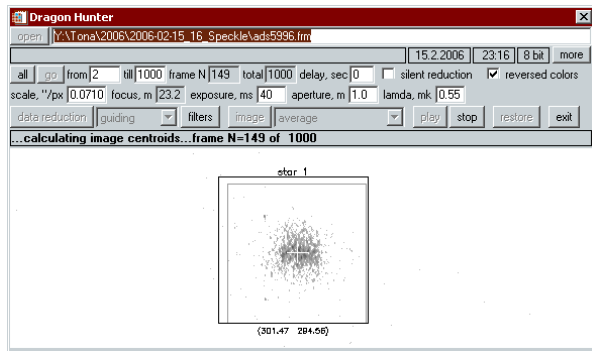 Dragon Hunter
open Y:\Tona\2006\2006-02-15_16_Speckle\ads5996.frm
15.2.2006 23:16 8 bit more
all go from 2 till 1000 frame N 149 total 1000 delay, sec 0 silent reduction reversed colors
scale, ''/px 0.0710 focus, m 23.2 exposure, ms 40 aperture, m 1.0 lamda, mk 0.55
data reduction guiding filters image average play stop restore exit
...calculating image centroids...frame N=149 of 1000
star 1
(301.47 284.56)